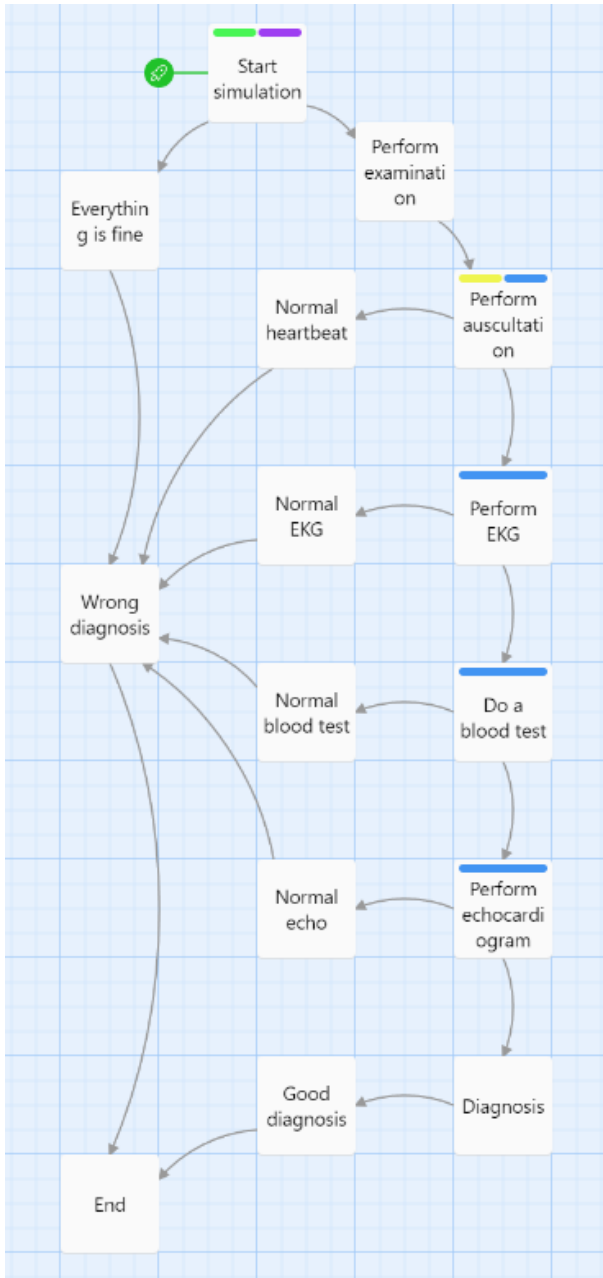 Start
simulation
Perform
examinati
on
Everythin
g is fine
Normal
heartbeat
Perform
auscultati
on
Normal
EKG
Perform
EKG
Wrong
diagnosis
Normal
blood test
Do a
blood test
Normal
echo
Perform
echocardi
ogram
Good
diagnosis
Diagnosis
End